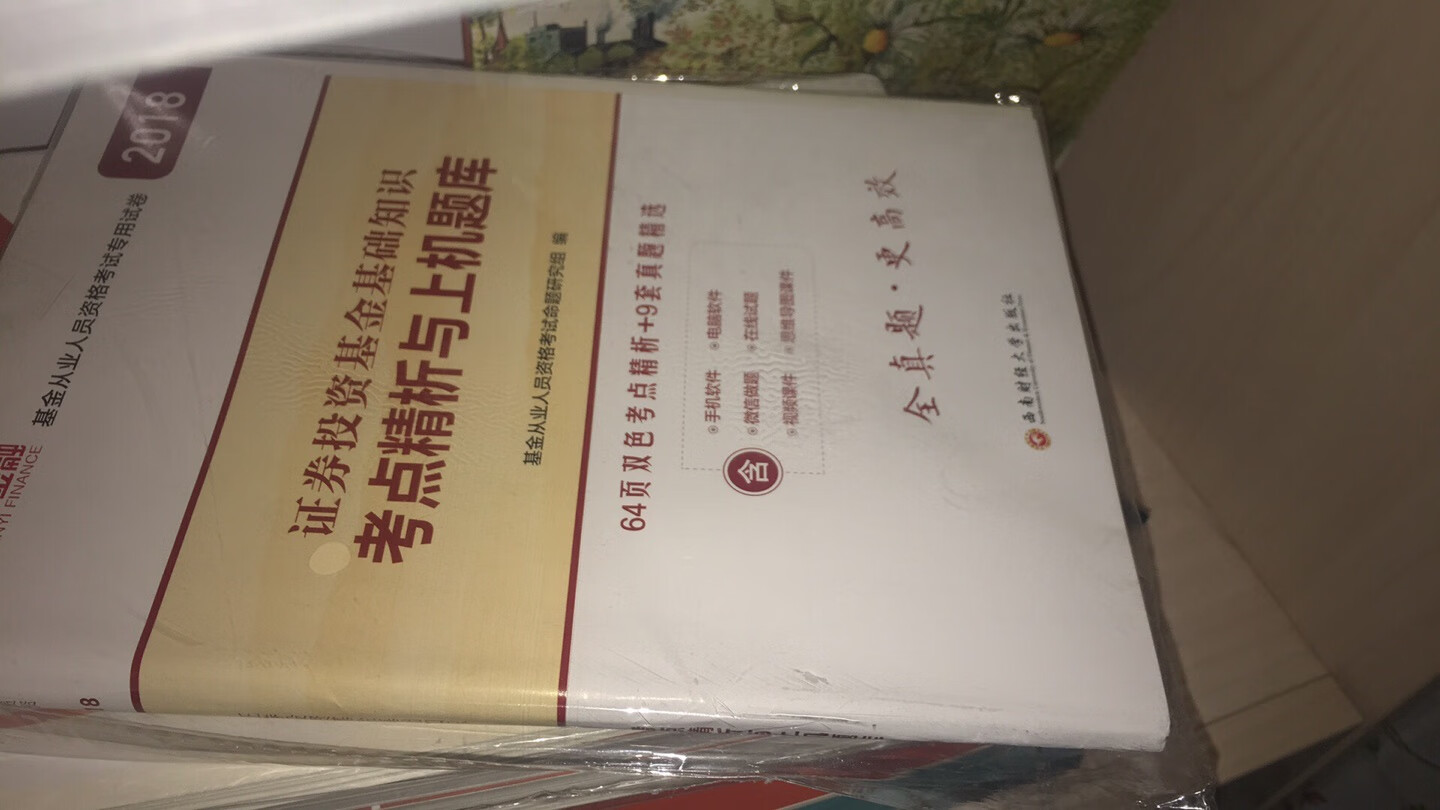 金融
NYI FINANCE
2018
基金从业人员资格考试专用试卷
证券投资基金基础知识
考点精析与上机题库
基金从业人员资格考试命题研究组 编
64页双色考点精析+9套真题精选
含
手机软件 电脑软件
微信做题 在线试题
视频课件 思维导图课件
全真题·更高效
西南财经大学出版社